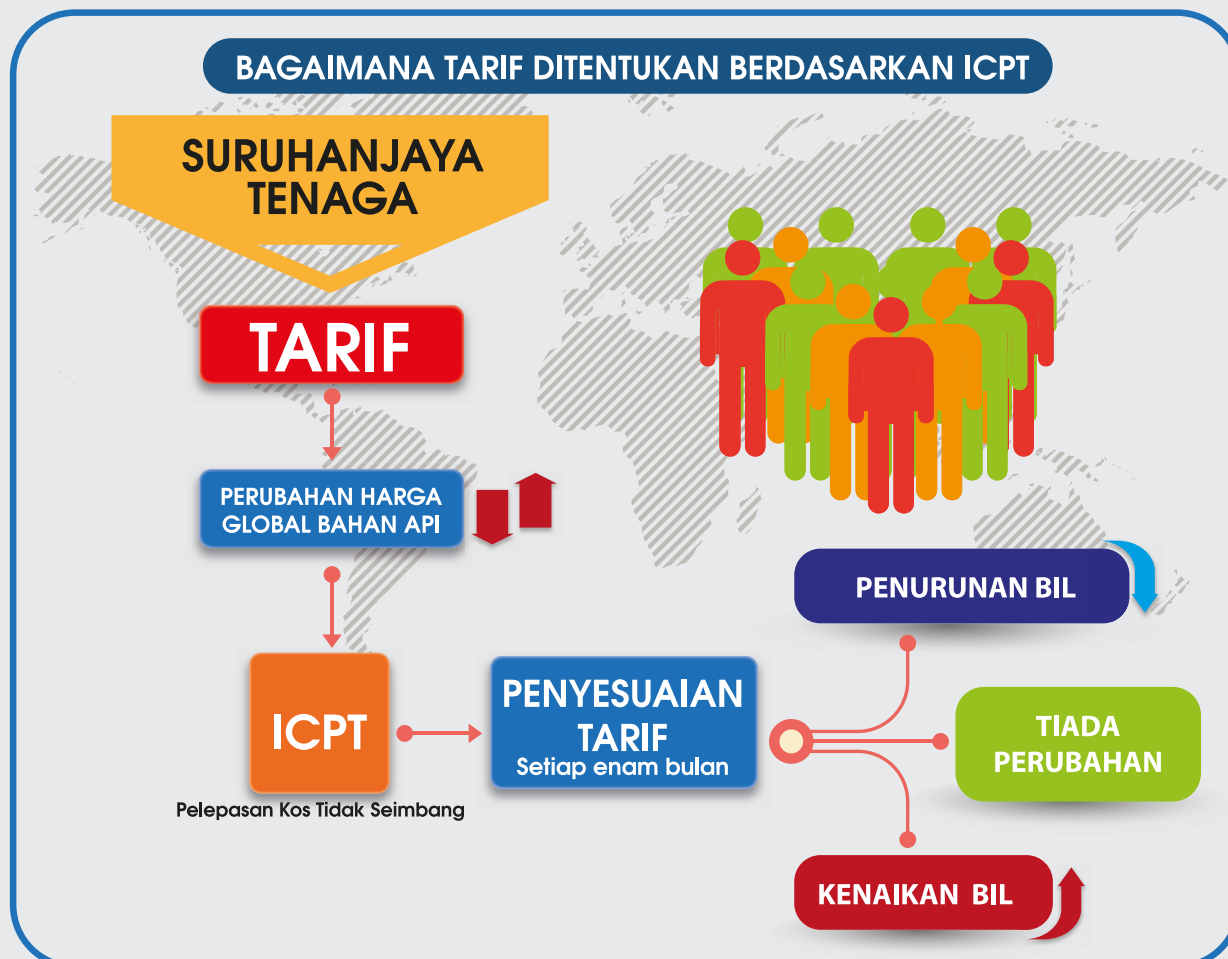 BAGAIMANA TARIF DITENTUKAN BERDASARKAN ICPT
SURUHANJAYA
TENAGA
TARIF
PERUBAHAN HARGA
GLOBAL BAHAN API
ICPT
Pelepasan Kos Tidak Seimbang
PENYESUAIAN
TARIF
Setiap enam bulan
PENURUNAN BIL
TIADA
PERUBAHAN
KENAIKAN BIL